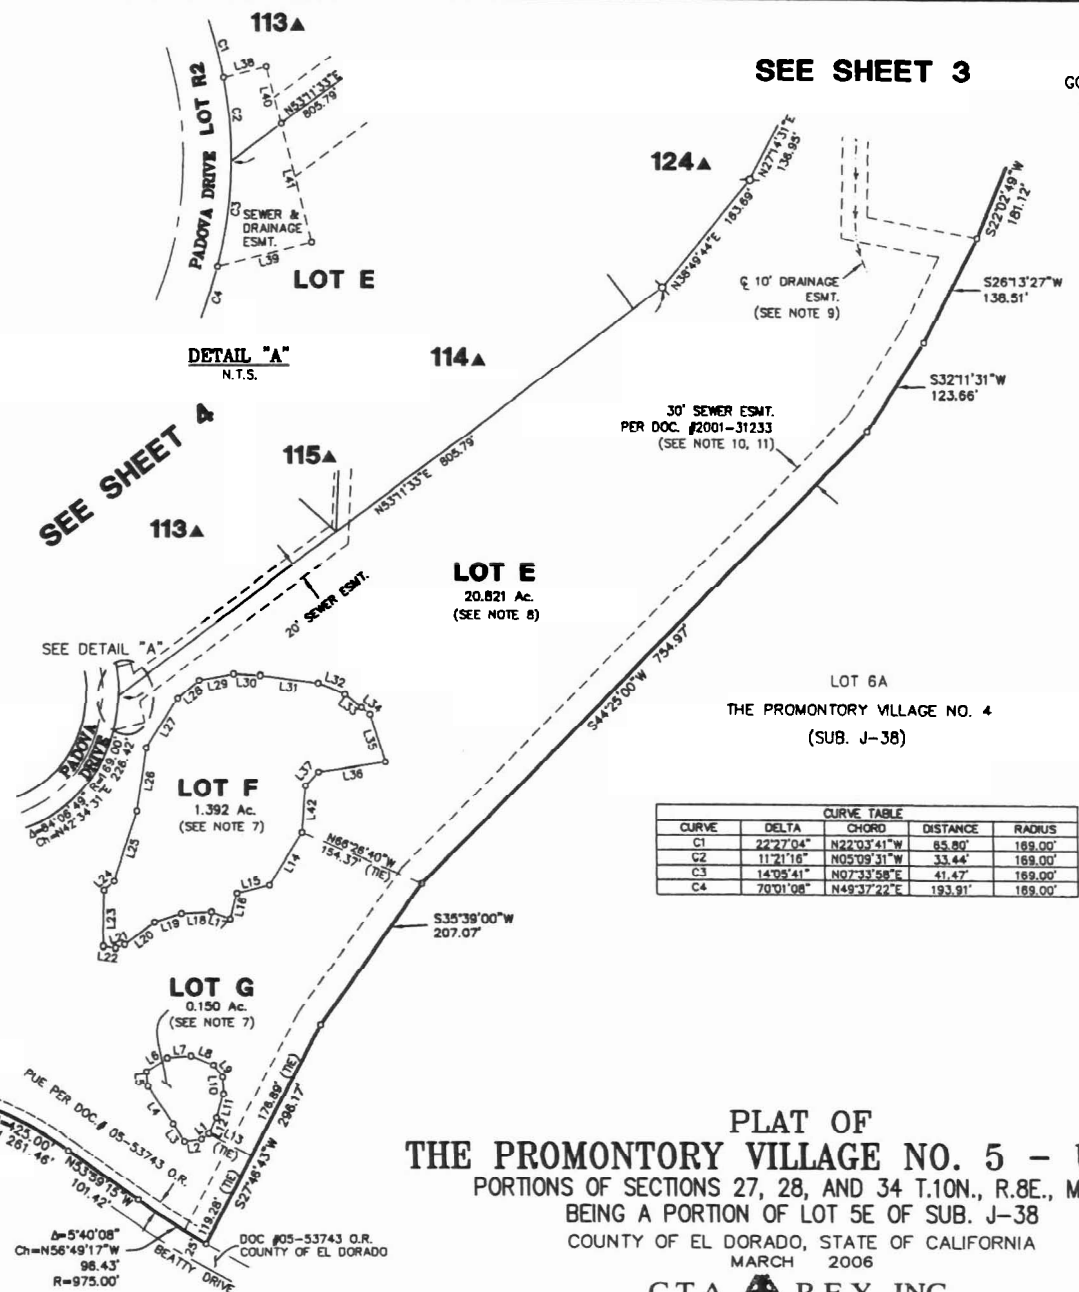 113▲
C1
L38
L40
N53°11'33"E
805.79'
C2
PADOVA DRIVE LOT R2
L41
C3
SEWER &
DRAINAGE
ESMT.
L39
LOT E
C4
DETAIL "A"
N.T.S.
SEE SHEET 3
124▲
N27°14'31"E
136.95'
N38°49'44"E 183.69'
S22°02'49"W
181.12'
℄ 10' DRAINAGE
ESMT.
(SEE NOTE 9)
S26°13'27"W
138.51'
114▲
S32°11'31"W
123.66'
30' SEWER ESMT.
PER DOC. #2001-31233
(SEE NOTE 10, 11)
SEE SHEET 4
115▲
N53°11'33"E 805.79'
113▲
LOT E
20.821 Ac.
(SEE NOTE 8)
20' SEWER ESMT.
SEE DETAIL "A"
S44°25'00"W 754.97'
LOT 6A
THE PROMONTORY VILLAGE NO. 4
(SUB. J-38)
PADOVA
DRIVE
Δ=84°06'49" R=169.00'
Ch=N42°34'31"E 226.42'
L28
L29
L30
L31
L32
L33
L34
L35
L36
L37
L27
L26
L42
LOT F
1.392 Ac.
(SEE NOTE 7)
L25
L24
L23
L22
L21
L20
L19
L18
L17
L16
L15
L14
N66°26'40"W
154.37' (TIE)
CURVE TABLE
CURVE DELTA CHORD DISTANCE RADIUS
C1 22°27'04" N22°03'41"W 65.80' 169.00'
C2 11°21'16" N05°09'31"W 33.44' 169.00'
C3 14°05'41" N07°33'58"E 41.47' 169.00'
C4 70°01'08" N49°37'22"E 193.91' 169.00'
S35°39'00"W
207.07'
LOT G
0.150 Ac.
(SEE NOTE 7)
L6
L7
L8
L9
L10
L11
L12
L13
(TIE)
L1
L2
L3
L4
L5
178.89' (TIE)
S27°46'43"W 298.17'
119.28' (TIE)
PUE PER DOC.# 05-53743 O.R.
=425.00'
261.46'
N53°59'15"W
101.42'
Δ=5°40'08"
Ch=N56°49'17"W
96.43'
R=975.00'
25'
BEATTY DRIVE
DOC #05-53743 O.R.
COUNTY OF EL DORADO
PLAT OF
THE PROMONTORY VILLAGE NO. 5 –
PORTIONS OF SECTIONS 27, 28, AND 34 T.10N., R.8E., M
BEING A PORTION OF LOT 5E OF SUB. J-38
COUNTY OF EL DORADO, STATE OF CALIFORNIA
MARCH 2006